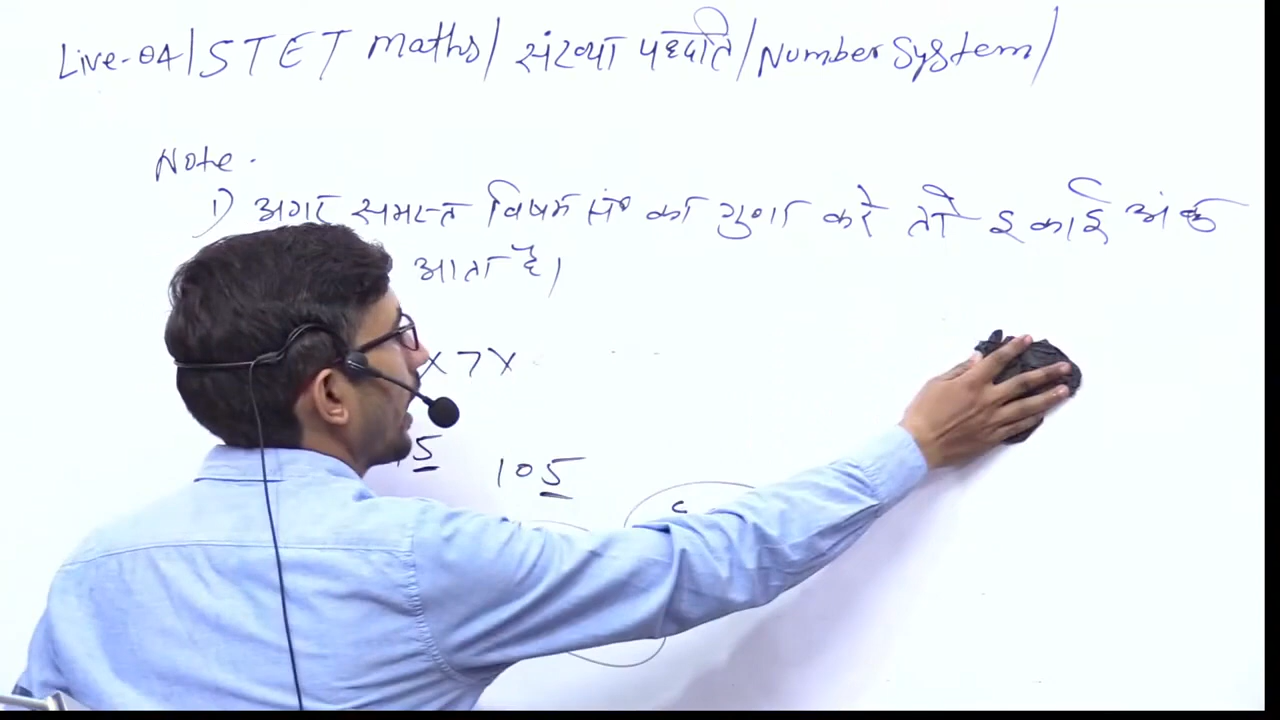 Live-04/STET maths/संख्या पद्धति/Number System/
Note.
1) अगर समस्त विषम सं० का गुणा करे तो इकाई अंक
आता है।
x 7 x
5 105